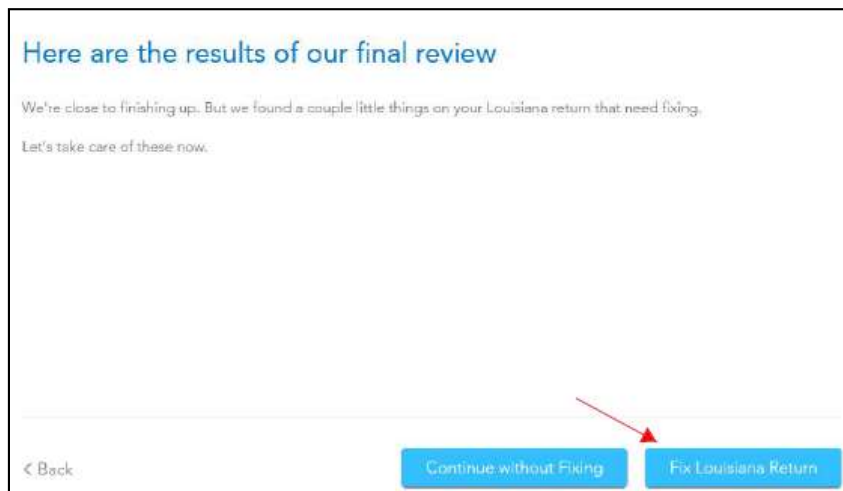 Here are the results of our final review
We're close to finishing up. But we found a couple little things on your Louisiana return that need fixing.
Let's take care of these now.
< Back
Continue without Fixing
Fix Louisiana Return